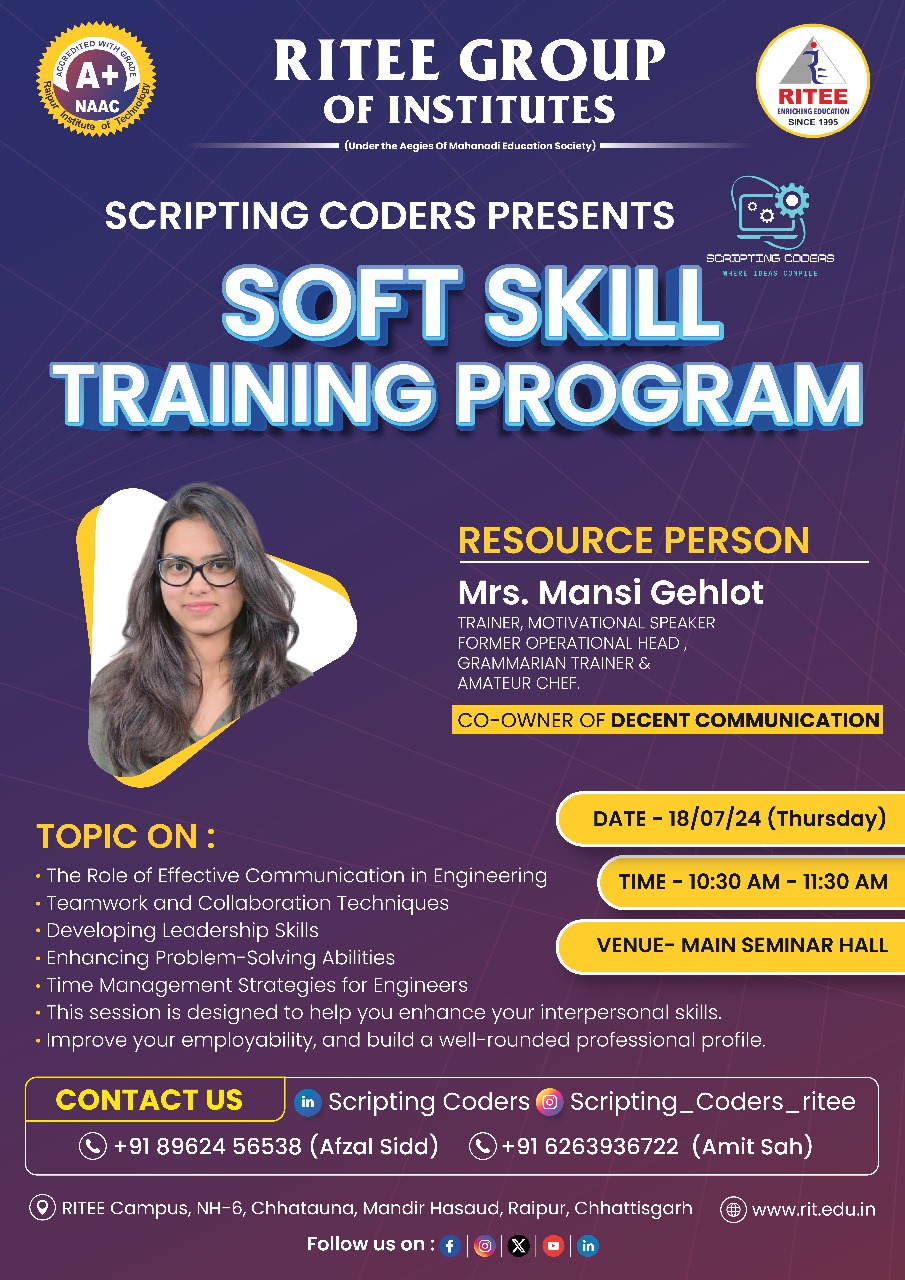 ACCREDITED WITH GRADE
A+
NAAC
Raipur Institute of Technology
RITEE GROUP
OF INSTITUTES
(Under the Aegies Of Mahanadi Education Society)
RITEE
ENRICHING EDUCATION
SINCE 1995
SCRIPTING CODERS PRESENTS
SCRIPTING CODERS
WHERE IDEAS COMPILE
SOFT SKILL
TRAINING PROGRAM
RESOURCE PERSON
Mrs. Mansi Gehlot
TRAINER, MOTIVATIONAL SPEAKER
FORMER OPERATIONAL HEAD ,
GRAMMARIAN TRAINER &
AMATEUR CHEF.
CO-OWNER OF DECENT COMMUNICATION
DATE - 18/07/24 (Thursday)
TIME - 10:30 AM - 11:30 AM
VENUE- MAIN SEMINAR HALL
TOPIC ON :
• The Role of Effective Communication in Engineering
• Teamwork and Collaboration Techniques
• Developing Leadership Skills
• Enhancing Problem-Solving Abilities
• Time Management Strategies for Engineers
• This session is designed to help you enhance your interpersonal skills.
• Improve your employability, and build a well-rounded professional profile.
CONTACT US
in Scripting Coders Scripting_Coders_ritee
+91 89624 56538 (Afzal Sidd) +91 6263936722 (Amit Sah)
RITEE Campus, NH-6, Chhatauna, Mandir Hasaud, Raipur, Chhattisgarh www.rit.edu.in
Follow us on : f | | X | | in